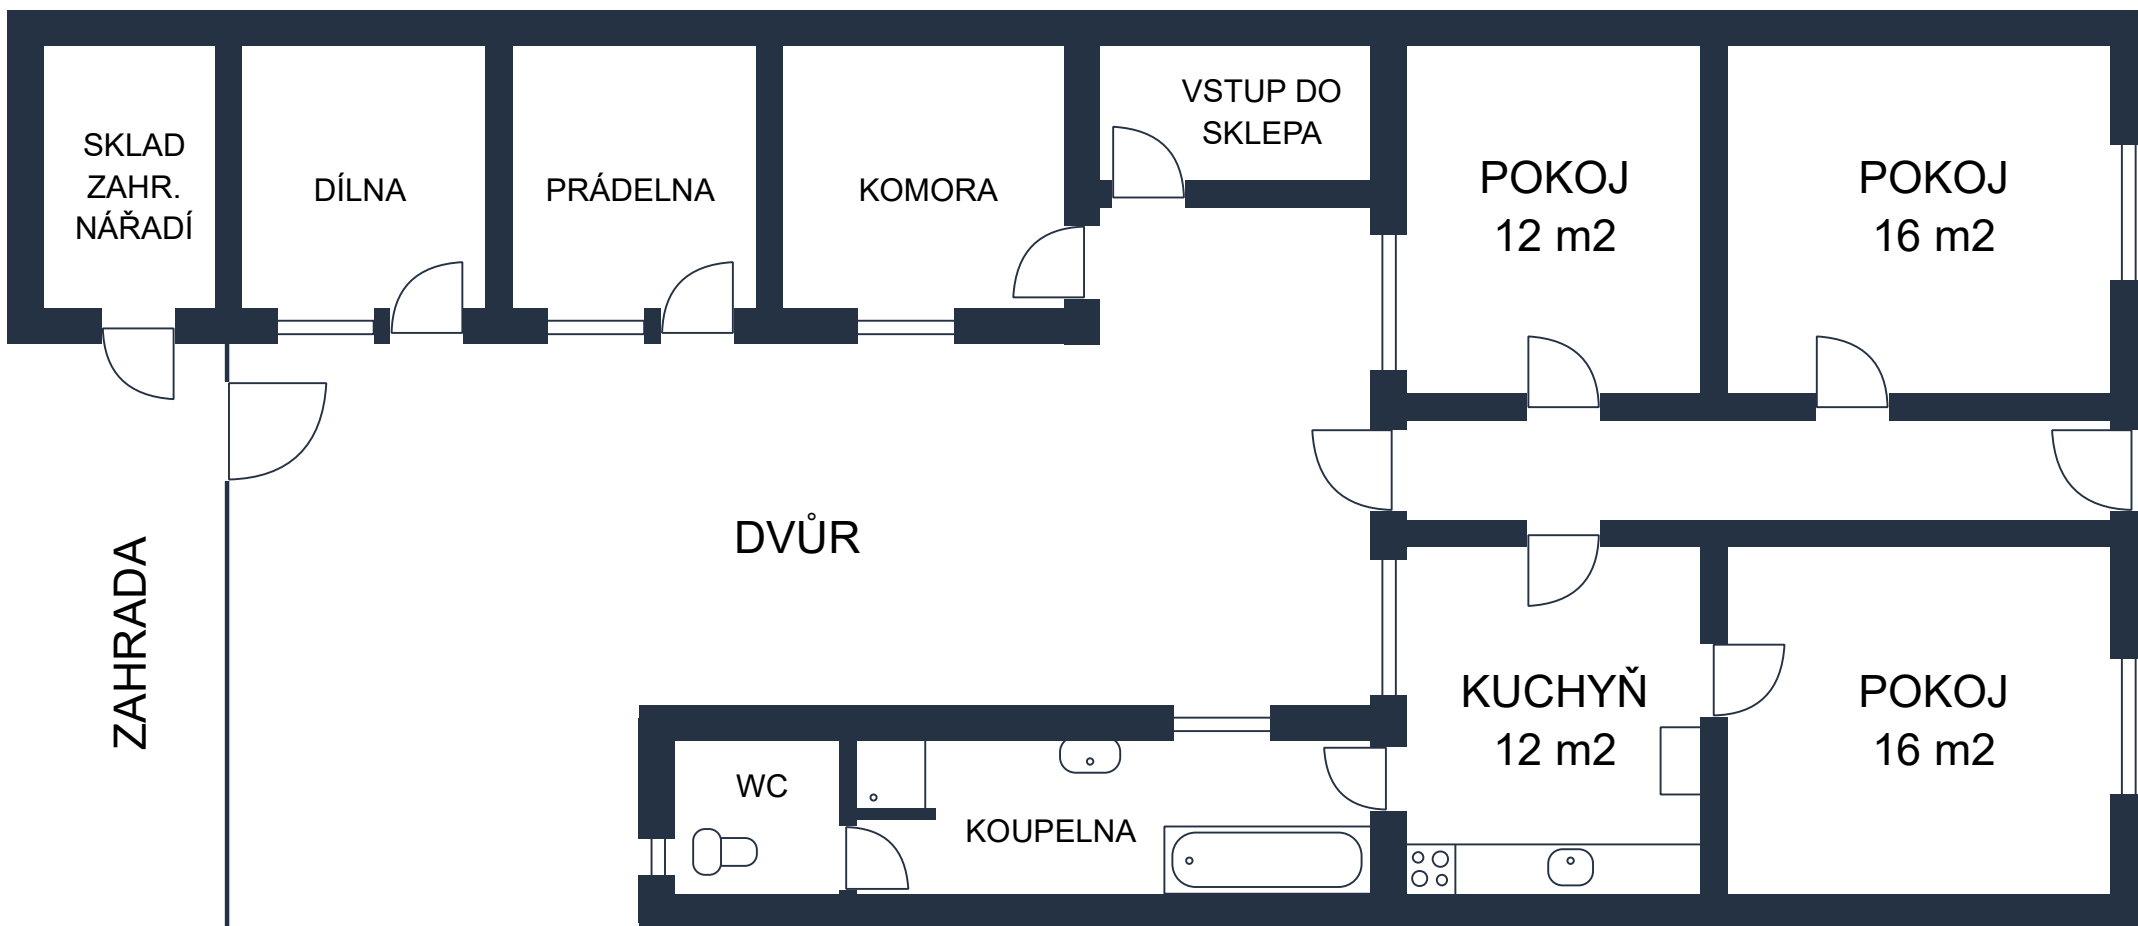 SKLAD
ZAHR.
NÁŘADÍ
DÍLNA
PRÁDELNA
KOMORA
VSTUP DO
SKLEPA
POKOJ
12 m2
POKOJ
16 m2
ZAHRADA
DVŮR
KUCHYŇ
12 m2
POKOJ
16 m2
WC
KOUPELNA